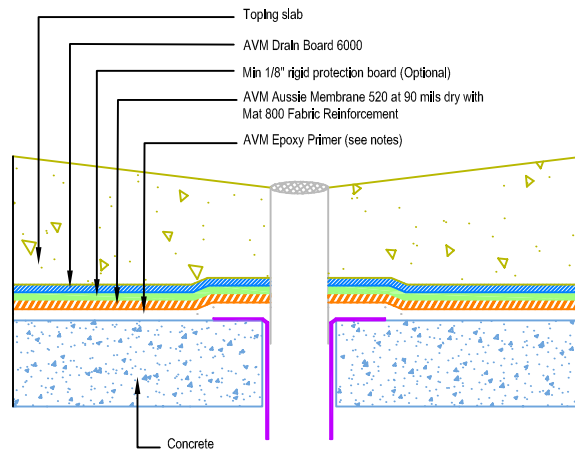 Toping slab
AVM Drain Board 6000
Min 1/8" rigid protection board (Optional)
AVM Aussie Membrane 520 at 90 mils dry with
Mat 800 Fabric Reinforcement
AVM Epoxy Primer (see notes)
Concrete